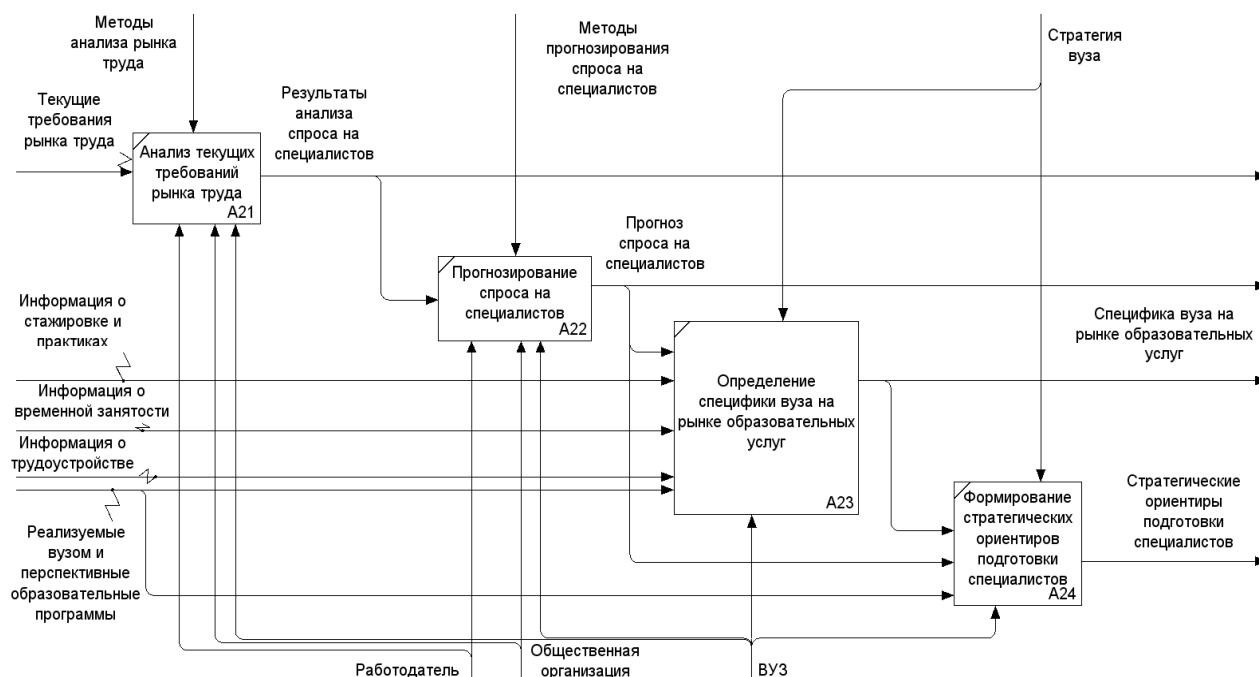 Методы
анализа рынка
труда
Методы
прогнозирования
спроса на
специалистов
Стратегия
вуза
Текущие
требования
рынка труда
Результаты
анализа
спроса на
специалистов
Анализ текущих
требований
рынка труда
A21
Прогноз
спроса на
специалистов
Прогнозирование
спроса на
специалистов
A22
Информация о
стажировке и
практиках
Специфика вуза на
рынке образовательных
услуг
Информация о
временной занятости
Определение
специфики вуза на
рынке образовательных
услуг
A23
Информация о
трудоустройстве
Формирование
стратегических
ориентиров
подготовки
специалистов
A24
Стратегические
ориентиры
подготовки
специалистов
Реализуемые
вузом и
перспективные
образовательные
программы
Работодатель
Общественная
организация
ВУЗ